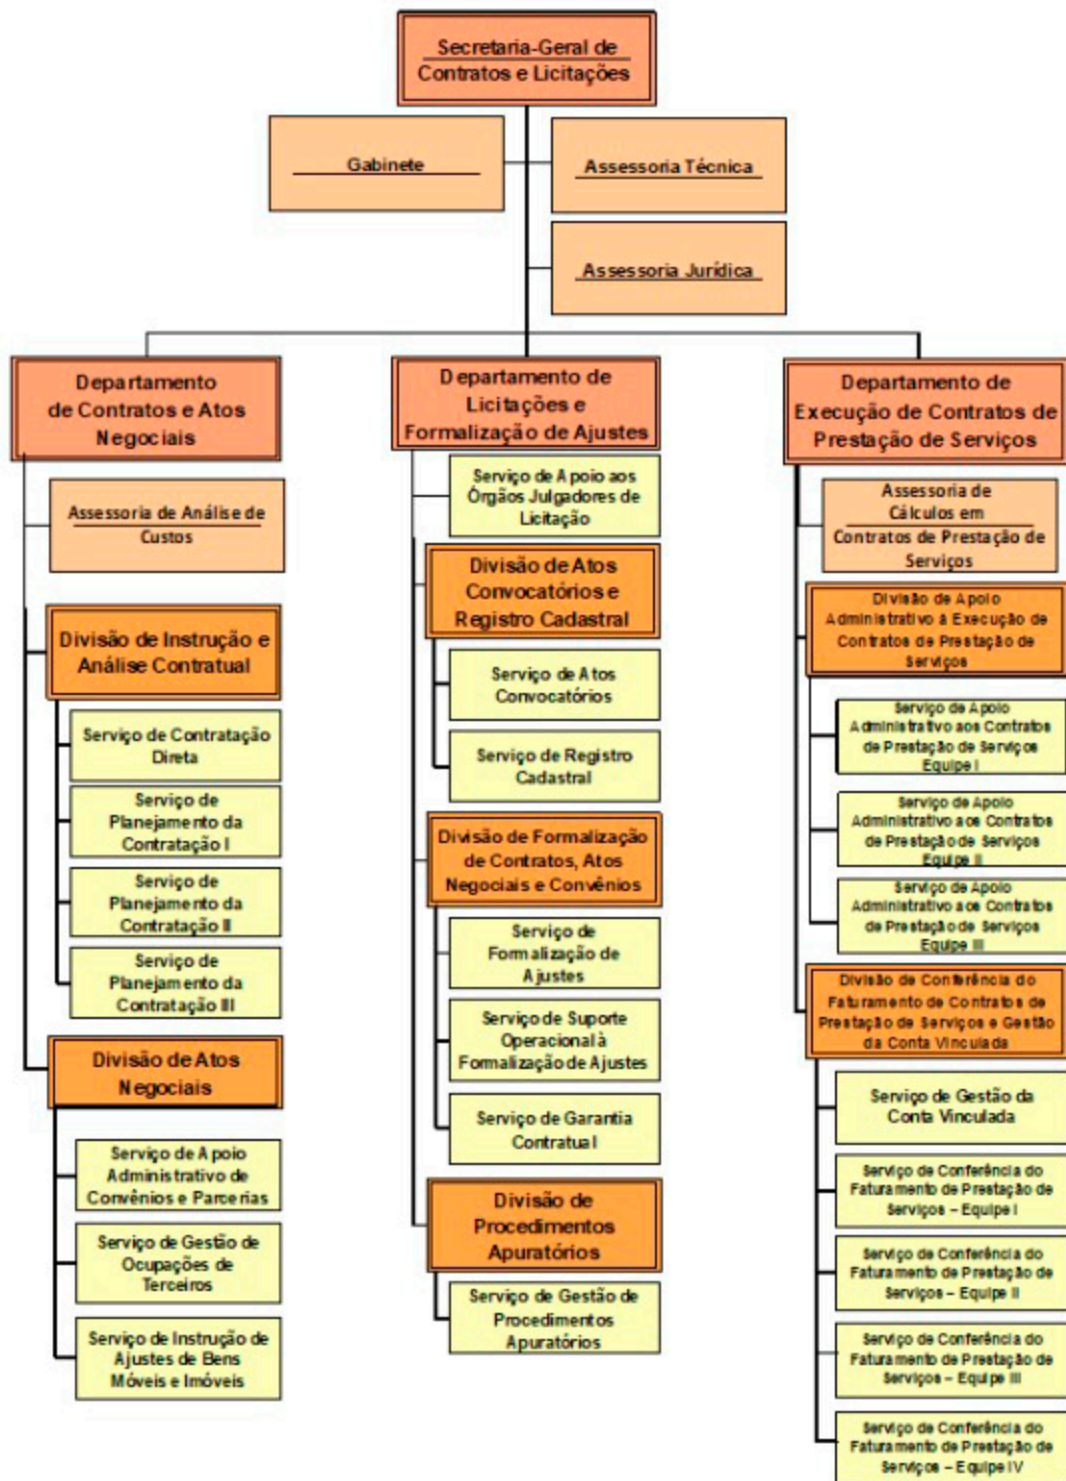 Secretaria-Geral de
Contratos e Licitações
Gabinete
Assessoria Técnica
Assessoria Jurídica
Departamento
de Contratos e Atos
Negociais
Assessoria de Análise de
Custos
Divisão de Instrução e
Análise Contratual
Serviço de Contratação
Direta
Serviço de
Planejamento da
Contratação I
Serviço de
Planejamento da
Contratação II
Serviço de
Planejamento da
Contratação III
Divisão de Atos
Negociais
Serviço de Apoio
Administrativo de
Convênios e Parcerias
Serviço de Gestão de
Ocupações de
Terceiros
Serviço de Instrução de
Ajustes de Bens
Móveis e Imóveis
Departamento de
Licitações e
Formalização de Ajustes
Serviço de Apoio aos
Órgãos Julgadores de
Licitação
Divisão de Atos
Convocatórios e
Registro Cadastral
Serviço de Atos
Convocatórios
Serviço de Registro
Cadastral
Divisão de Formalização
de Contratos, Atos
Negociais e Convênios
Serviço de
Formalização de
Ajustes
Serviço de Suporte
Operacional à
Formalização de Ajustes
Serviço de Garantia
Contratual
Divisão de
Procedimentos
Apuratórios
Serviço de Gestão de
Procedimentos
Apuratórios
Departamento de
Execução de Contratos de
Prestação de Serviços
Assessoria de
Cálculos em
Contratos de Prestação de
Serviços
Divisão de Apoio
Administrativo à Execução de
Contratos de Prestação de
Serviços
Serviço de Apoio
Administrativo aos Contratos
de Prestação de Serviços
Equipe I
Serviço de Apoio
Administrativo aos Contratos
de Prestação de Serviços
Equipe II
Serviço de Apoio
Administrativo aos Contratos
de Prestação de Serviços
Equipe III
Divisão de Conferência do
Faturamento de Contratos de
Prestação de Serviços e Gestão
da Conta Vinculada
Serviço de Gestão da
Conta Vinculada
Serviço de Conferência do
Faturamento de Prestação de
Serviços – Equipe I
Serviço de Conferência do
Faturamento de Prestação de
Serviços – Equipe II
Serviço de Conferência do
Faturamento de Prestação de
Serviços – Equipe III
Serviço de Conferência do
Faturamento de Prestação de
Serviços – Equipe IV